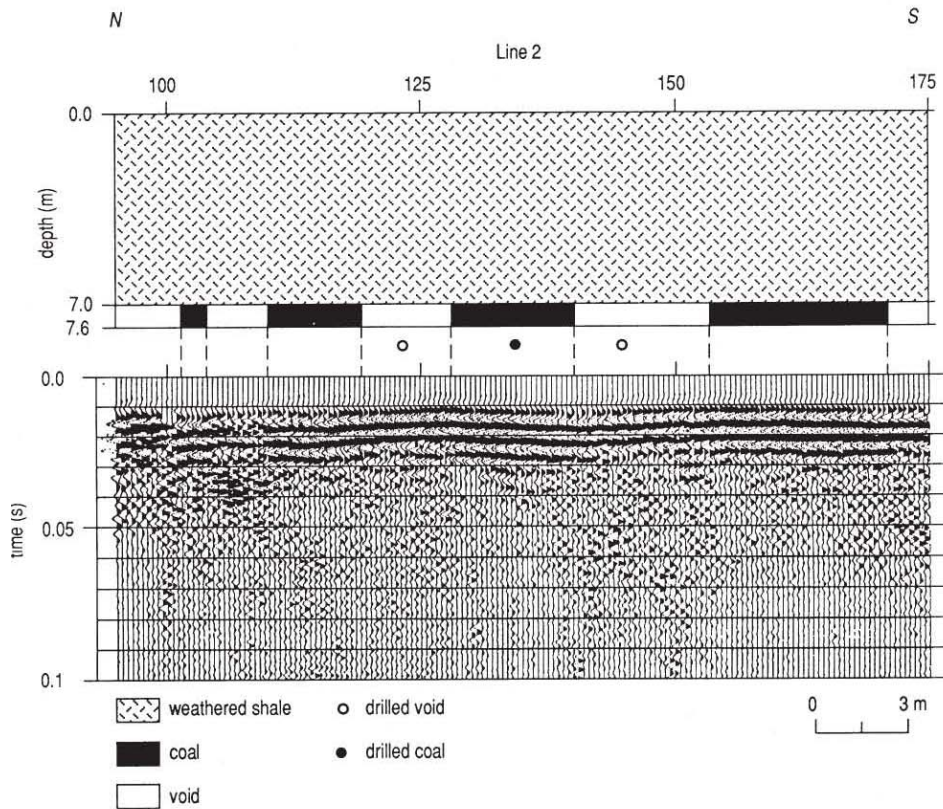 N
S
Line 2
100 125 150 175
0.0
depth (m)
7.0
7.6
0.0
time (s)
0.05
0.1
weathered shale
drilled void
coal
drilled coal
void
0 3 m